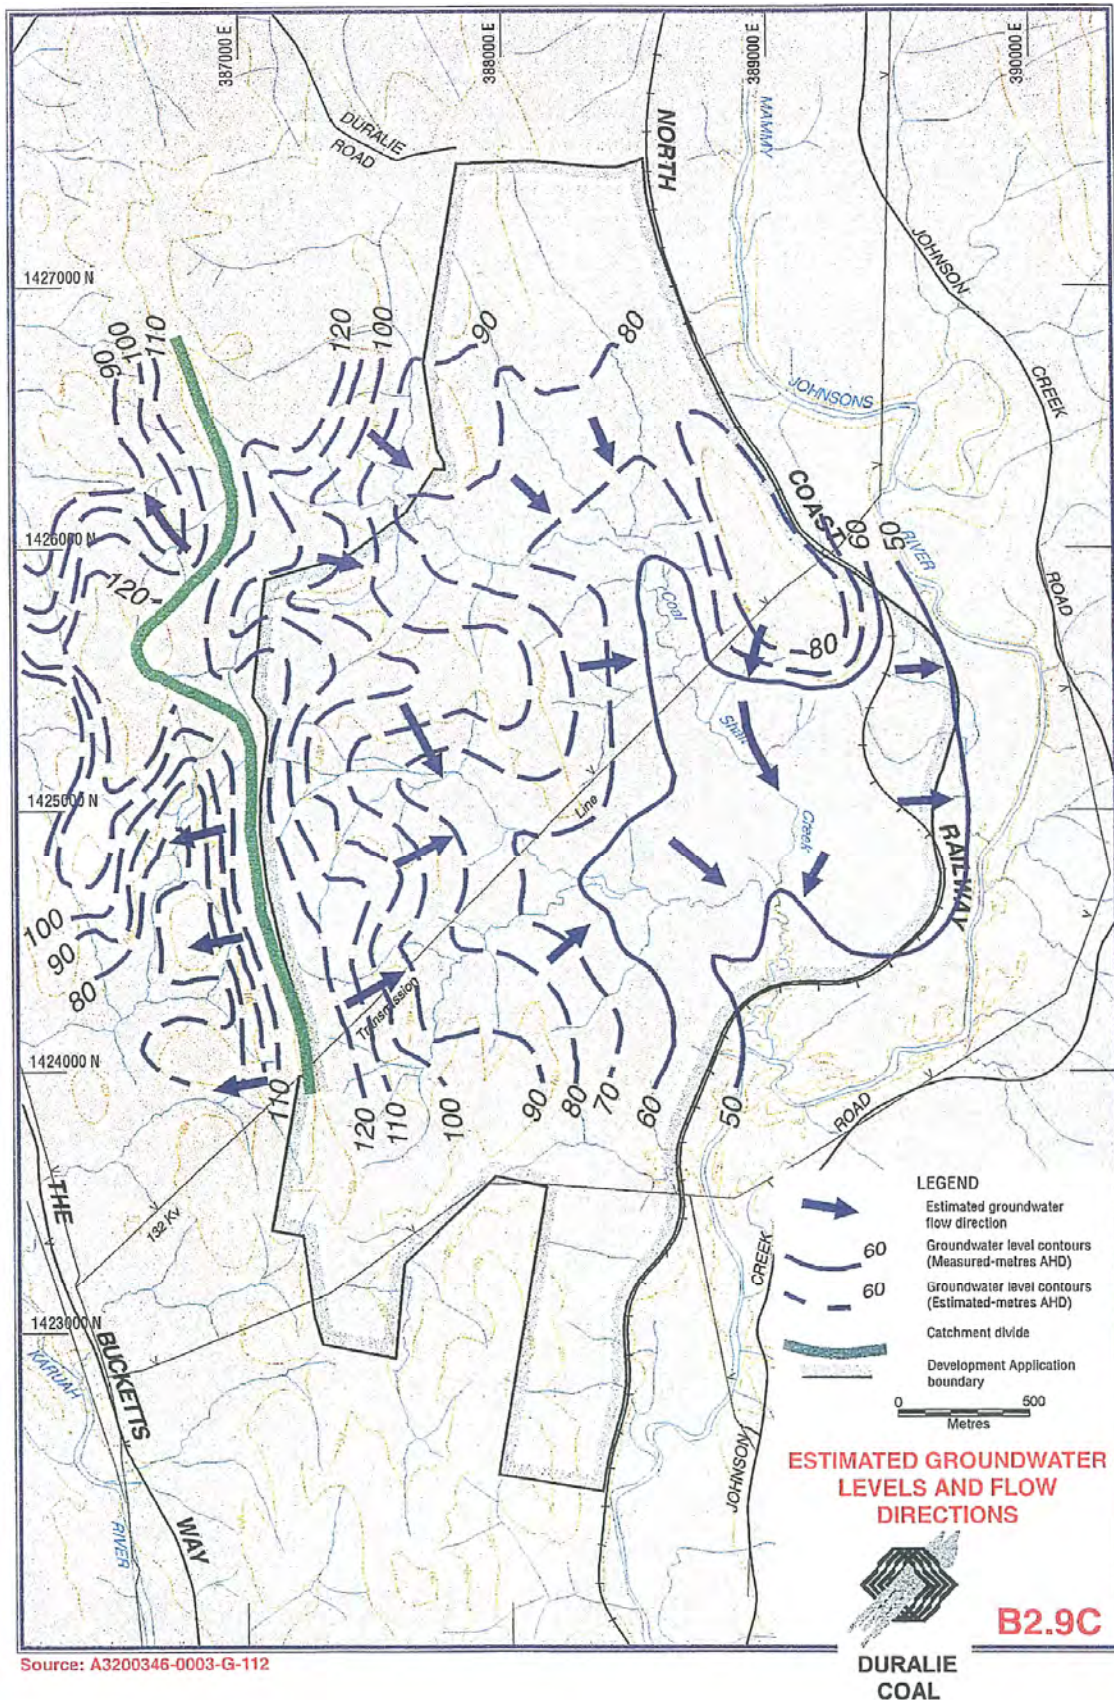 387000 E
388000 E
389000 E
390000 E
DURALIE
ROAD
NORTH
MAMMY
JOHNSON
CREEK
ROAD
1427000 N
110
100
90
120
100
90
80
JOHNSONS
RIVER
COAST
60
50
1426000 N
120
Coal
80
Shaft
Creek
Line
1425000 N
RAILWAY
100
90
80
Transmission
1424000 N
110
120
110
100
90
80
70
60
50
ROAD
CREEK
JOHNSON
THE
BUCKETTS
WAY
132 Kv
1423000 N
KARUAH
RIVER
LEGEND
Estimated groundwater
flow direction
60
Groundwater level contours
(Measured-metres AHD)
60
Groundwater level contours
(Estimated-metres AHD)
Catchment divide
Development Application
boundary
0 500
Metres
ESTIMATED GROUNDWATER
LEVELS AND FLOW
DIRECTIONS
B2.9C
DURALIE
COAL
Source: A3200346-0003-G-112